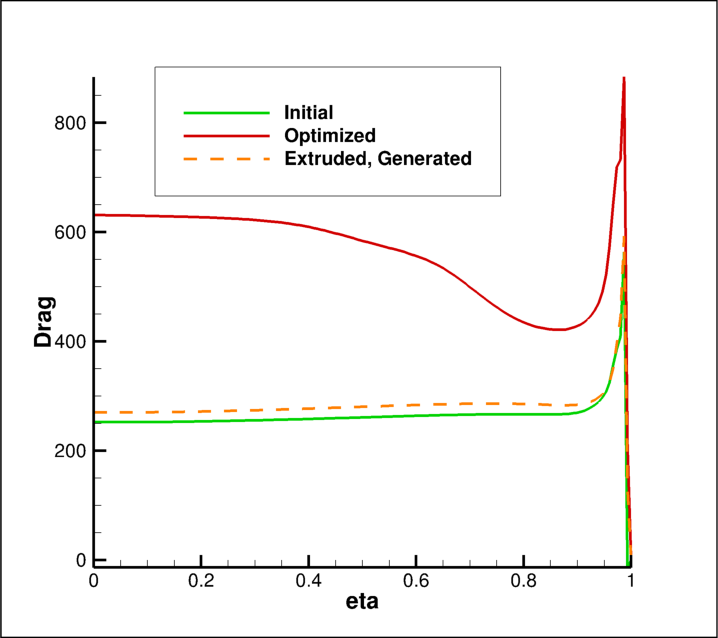 Initial
Optimized
Extruded, Generated
800
600
400
200
0
Drag
0 0.2 0.4 0.6 0.8 1
eta